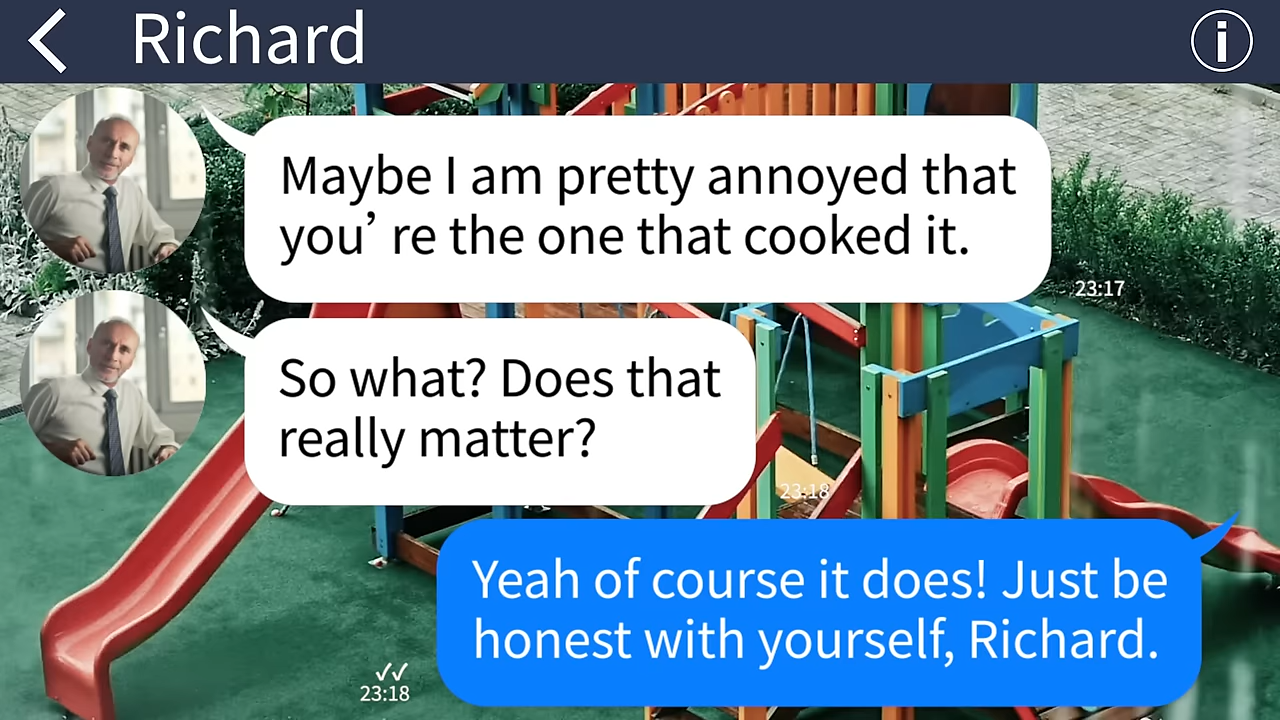 Richard
Maybe I am pretty annoyed that
you’ re the one that cooked it.
23:17
So what? Does that
really matter?
23:18
Yeah of course it does! Just be
honest with yourself, Richard.
23:18